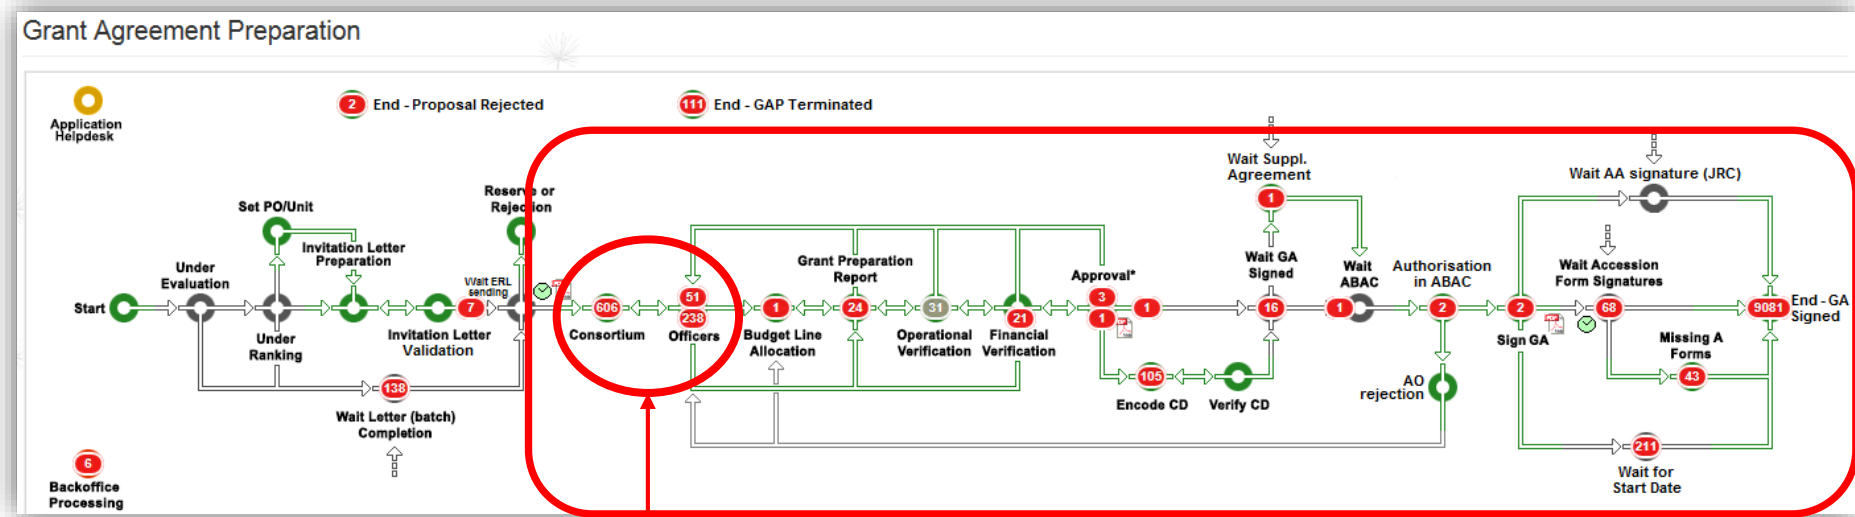 Grant Agreement Preparation
Application
Helpdesk
2 End - Proposal Rejected
111 End - GAP Terminated
Wait Suppl.
Agreement
1
Wait AA signature (JRC)
Reserve or
Rejection
Set PO/Unit
Invitation Letter
Preparation
Under
Evaluation
Wait ERL
sending
Start
7
Under
Ranking
Invitation Letter
Validation
138
Wait Letter (batch)
Completion
6
Backoffice
Processing
606
Consortium
51
238
Officers
1
Budget Line
Allocation
Grant Preparation
Report
24
31
Operational
Verification
21
Financial
Verification
Approval*
3
1
1
105
Encode CD
Verify CD
Wait GA
Signed
16
Wait
ABAC
1
Authorisation
in ABAC
2
AO
rejection
2
Sign GA
Wait Accession
Form Signatures
68
Missing A
Forms
43
211
Wait for
Start Date
9081
End - GA
Signed